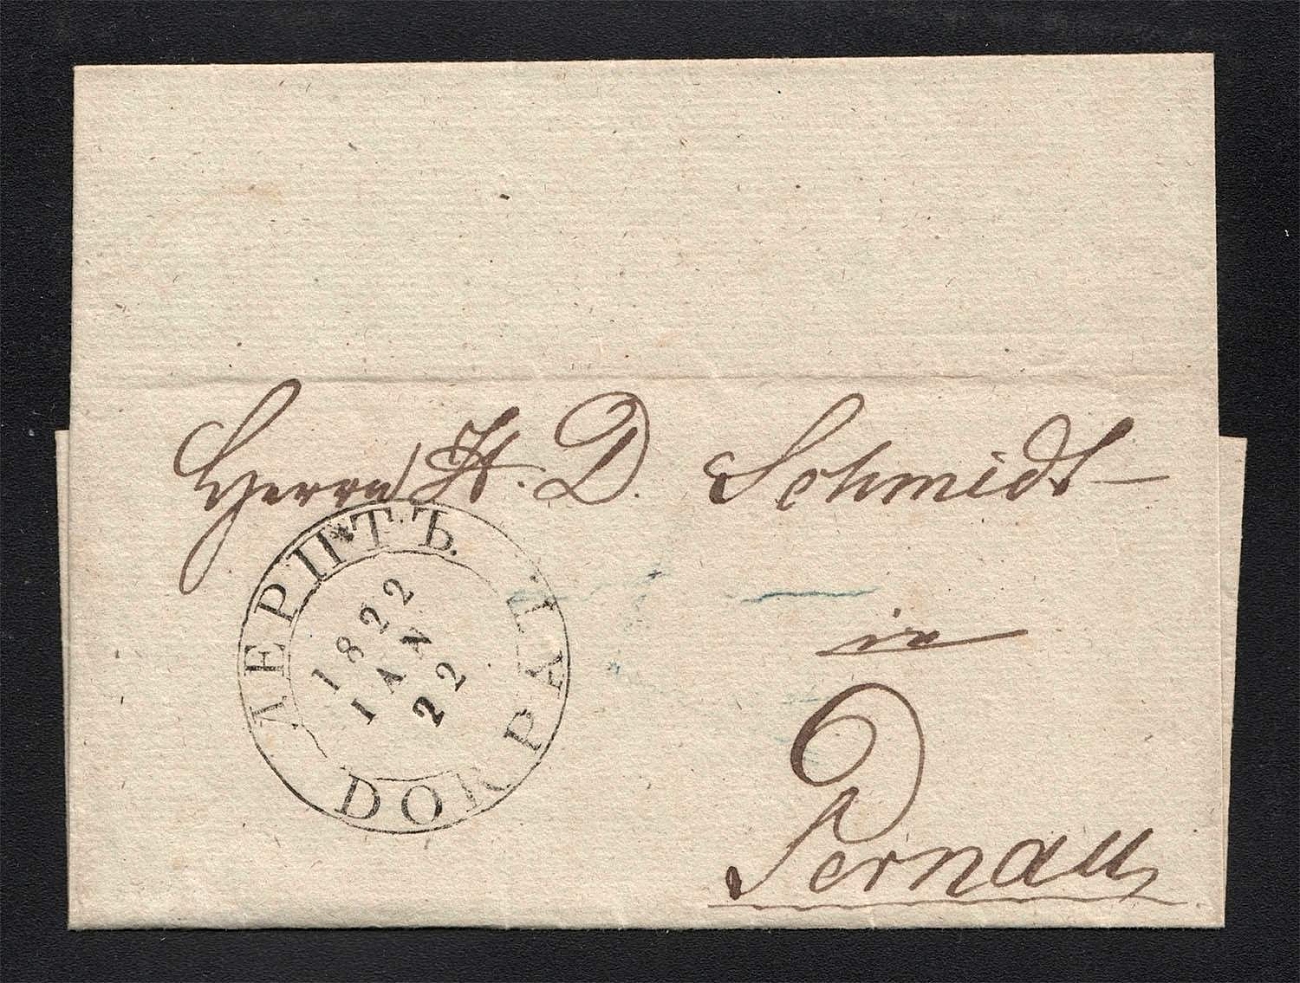 Herrn H. D. Schmidt
in
Pernau
ДЕРПТЪ.
1822
IAN
22
DORPAT